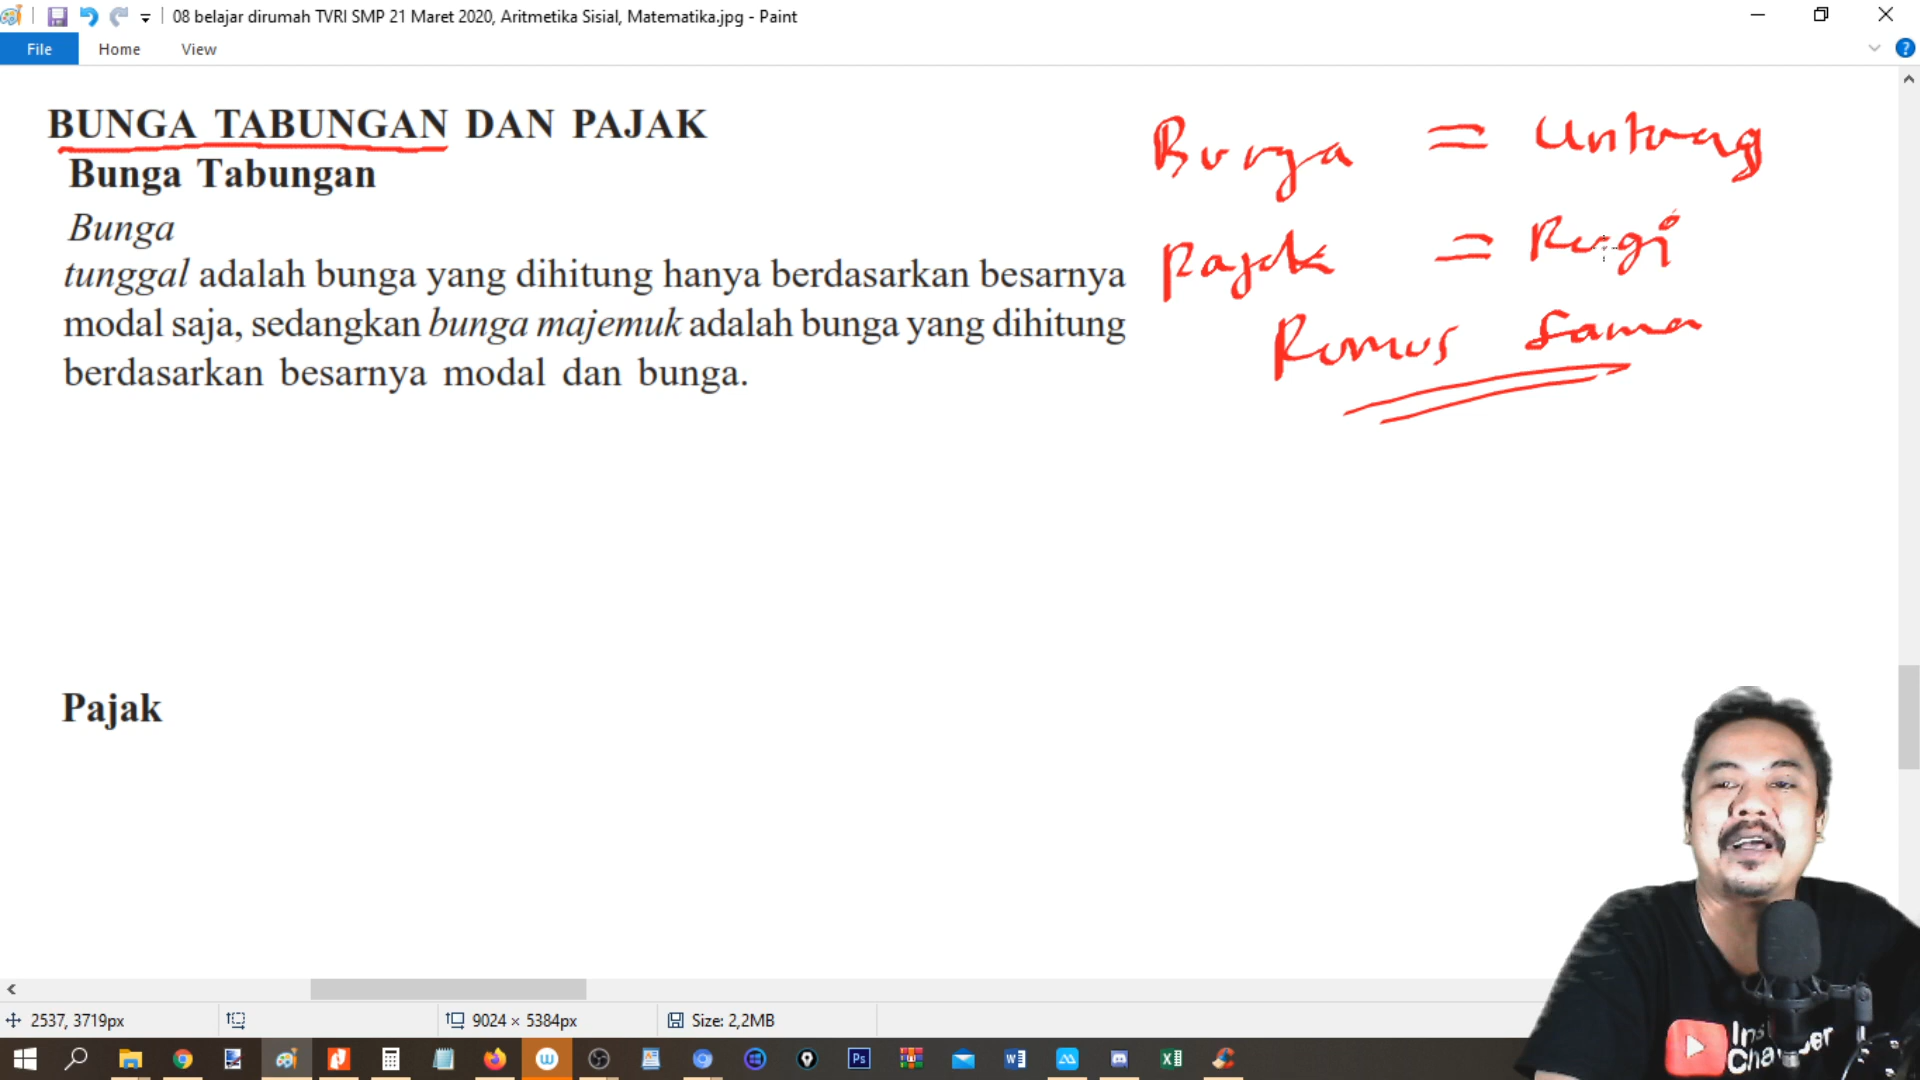 08 belajar dirumah TVRI SMP 21 Maret 2020, Aritmetika Sisial, Matematika.jpg - Paint
File Home View
BUNGA TABUNGAN DAN PAJAK
Bunga Tabungan
Bunga
tunggal adalah bunga yang dihitung hanya berdasarkan besarnya
modal saja, sedangkan bunga majemuk adalah bunga yang dihitung
berdasarkan besarnya modal dan bunga.
Bunga = Untung
Pajak = Rugi
Rumus Sama
Pajak
2537, 3719px
9024 × 5384px
Size: 2,2MB
Ps